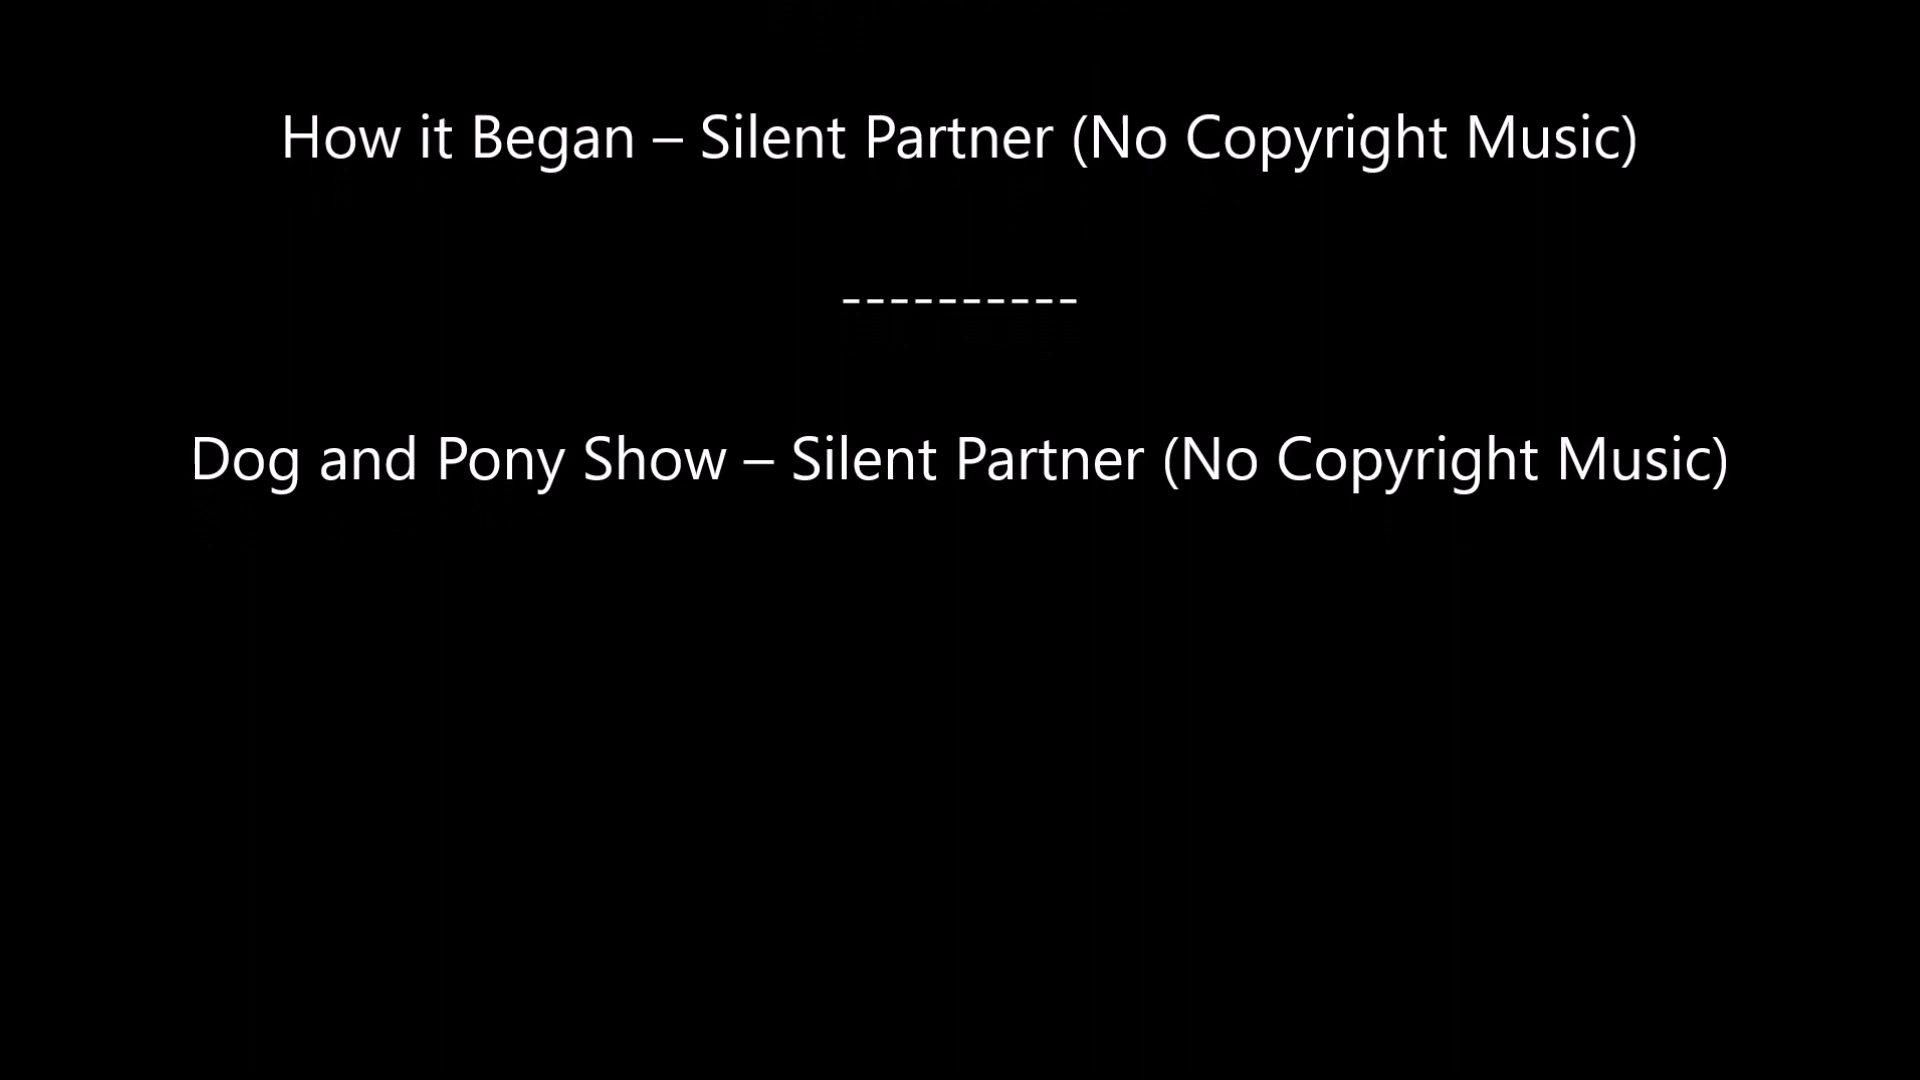 How it Began – Silent Partner (No Copyright Music)
----------
Dog and Pony Show – Silent Partner (No Copyright Music)